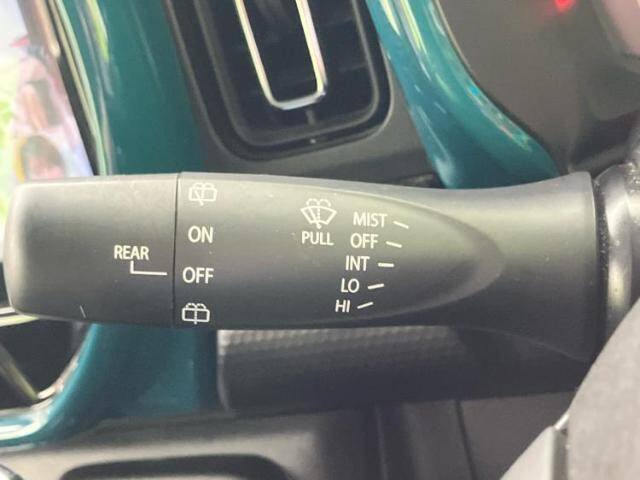 REAR
ON
OFF
PULL
MIST
OFF
INT
LO
HI